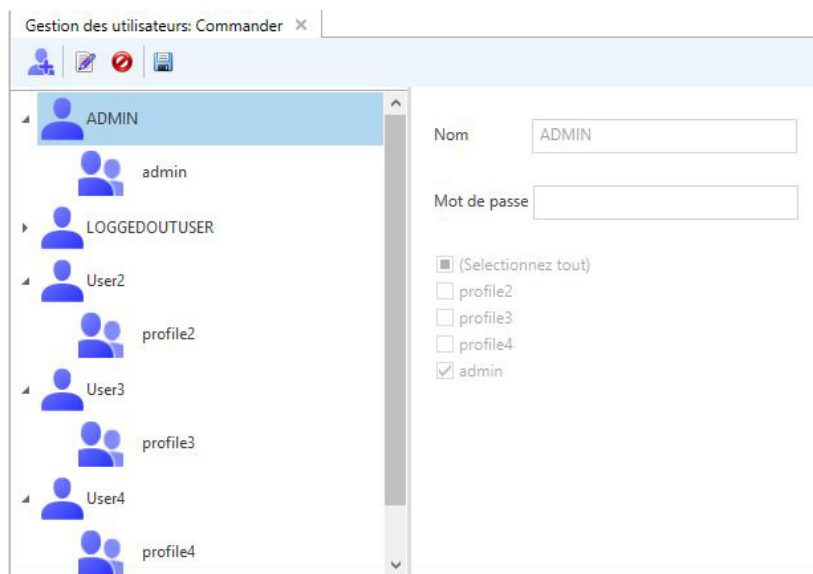 Gestion des utilisateurs: Commander
ADMIN
admin
LOGGEDOUTUSER
User2
profile2
User3
profile3
User4
profile4
Nom
ADMIN
Mot de passe
(Selectionnez tout)
profile2
profile3
profile4
admin